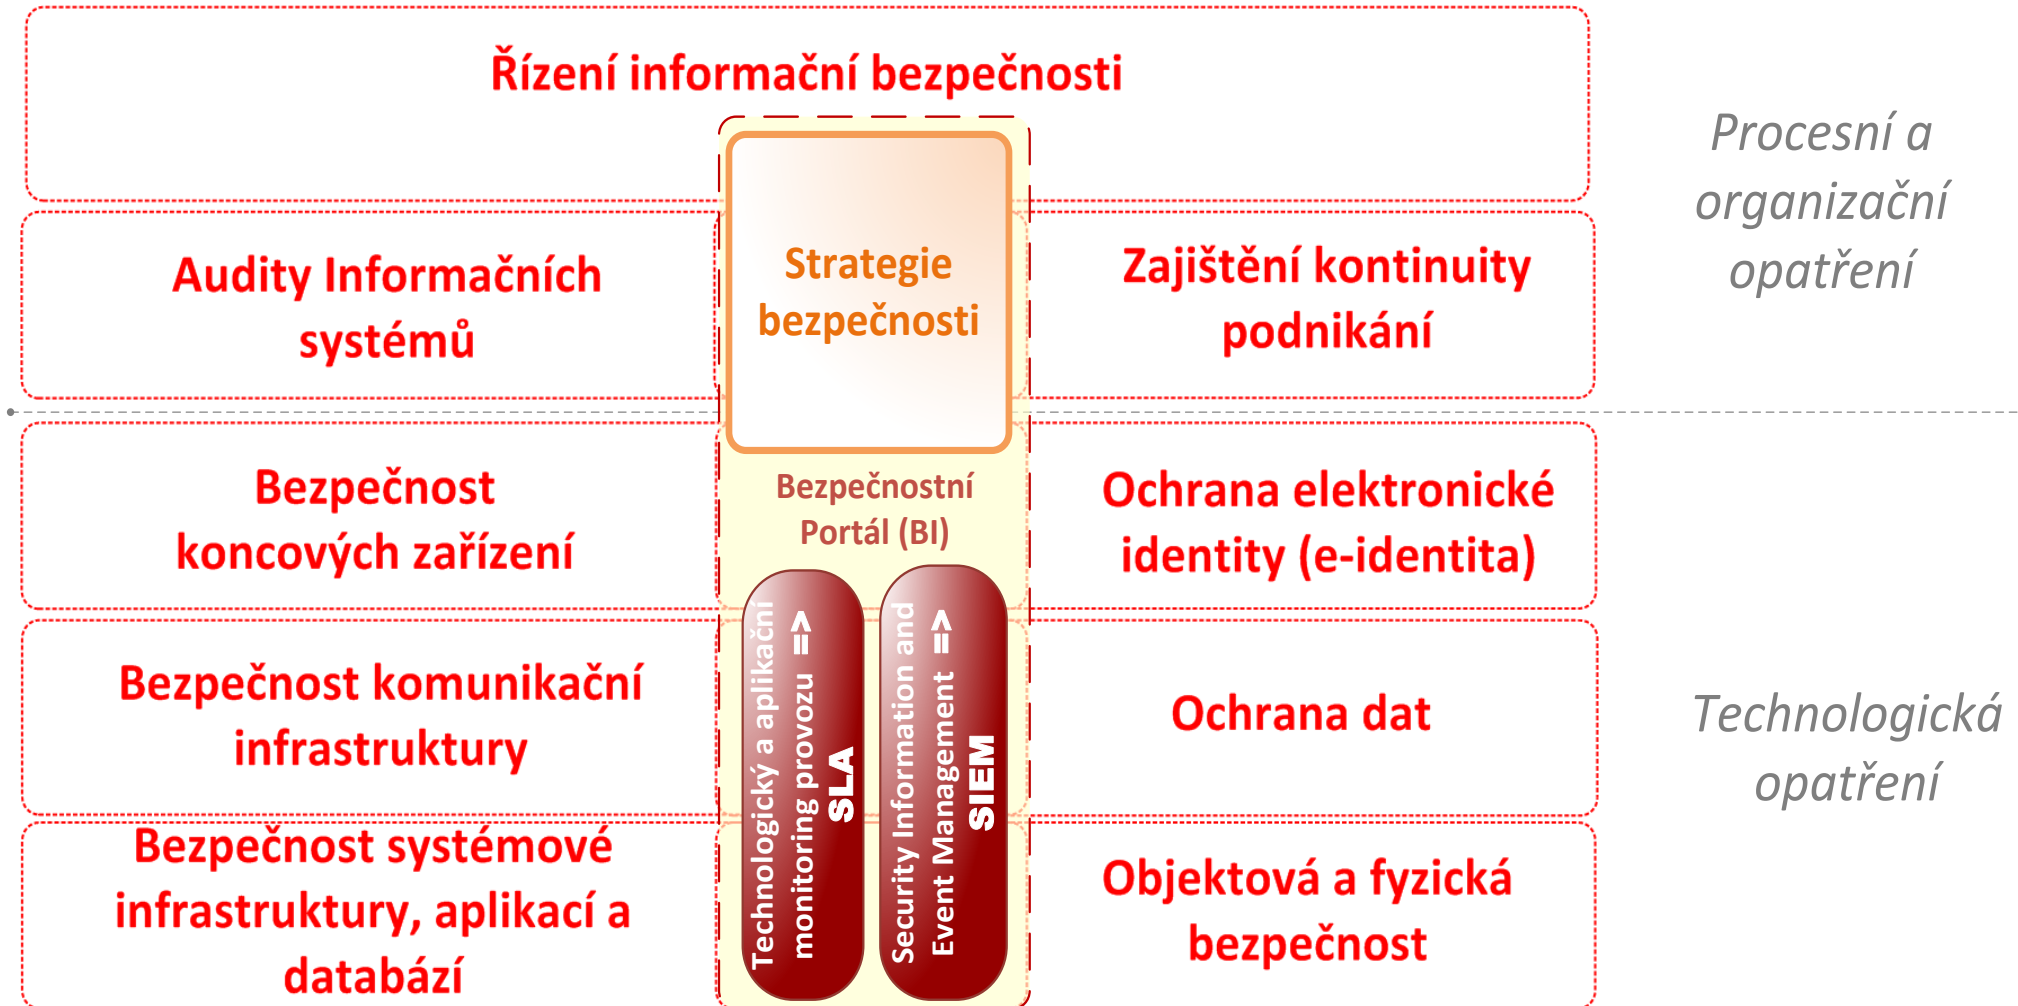 Řízení informační bezpečnosti
Procesní a
organizační
opatření
Audity Informačních
systémů
Strategie
bezpečnosti
Zajištění kontinuity
podnikání
Bezpečnost
koncových zařízení
Bezpečnostní
Portál (BI)
Ochrana elektronické
identity (e-identita)
Bezpečnost komunikační
infrastruktury
Technologický a aplikační
monitoring provozu =>
SLA
Security Information and
Event Management =>
SIEM
Ochrana dat
Technologická
opatření
Bezpečnost systémové
infrastruktury, aplikací a
databází
Objektová a fyzická
bezpečnost